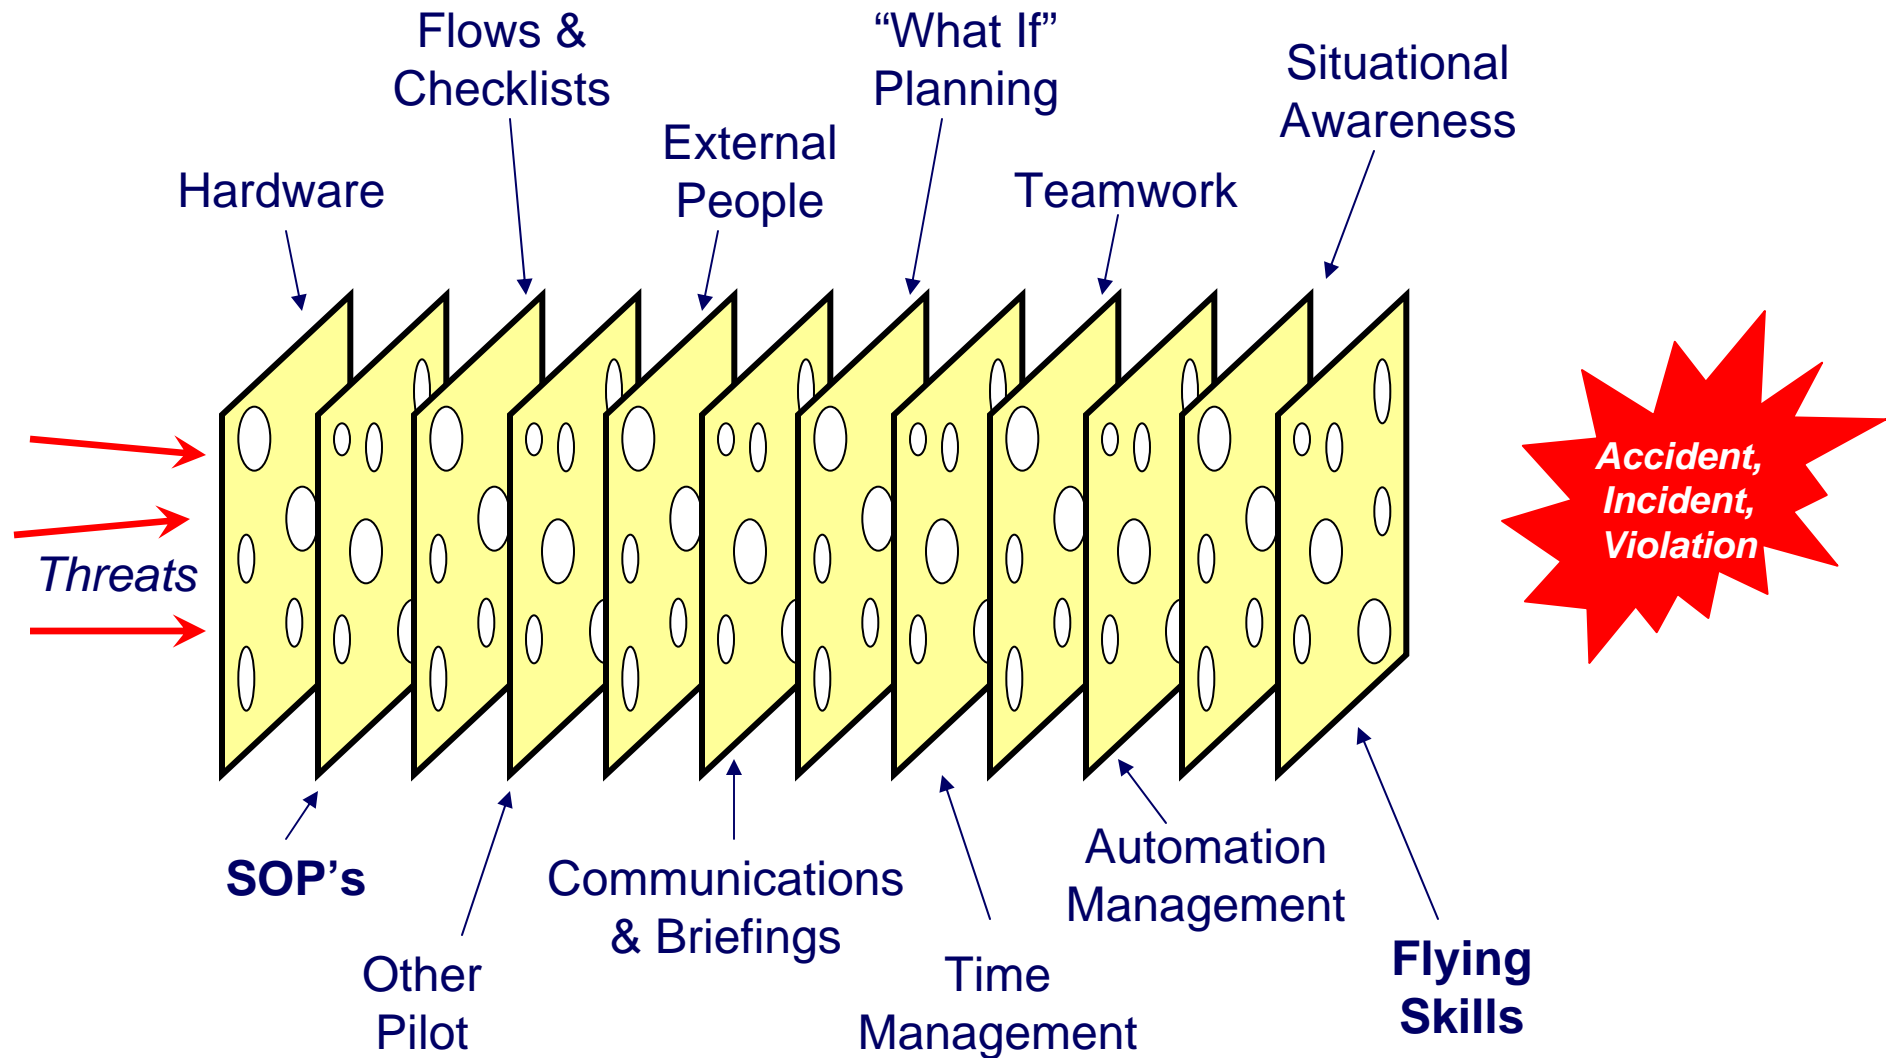 Flows &
Checklists
“What If”
Planning
Situational
Awareness
External
People
Hardware
Teamwork
Threats
Accident,
Incident,
Violation
SOP’s
Communications
& Briefings
Automation
Management
Other
Pilot
Time
Management
Flying
Skills